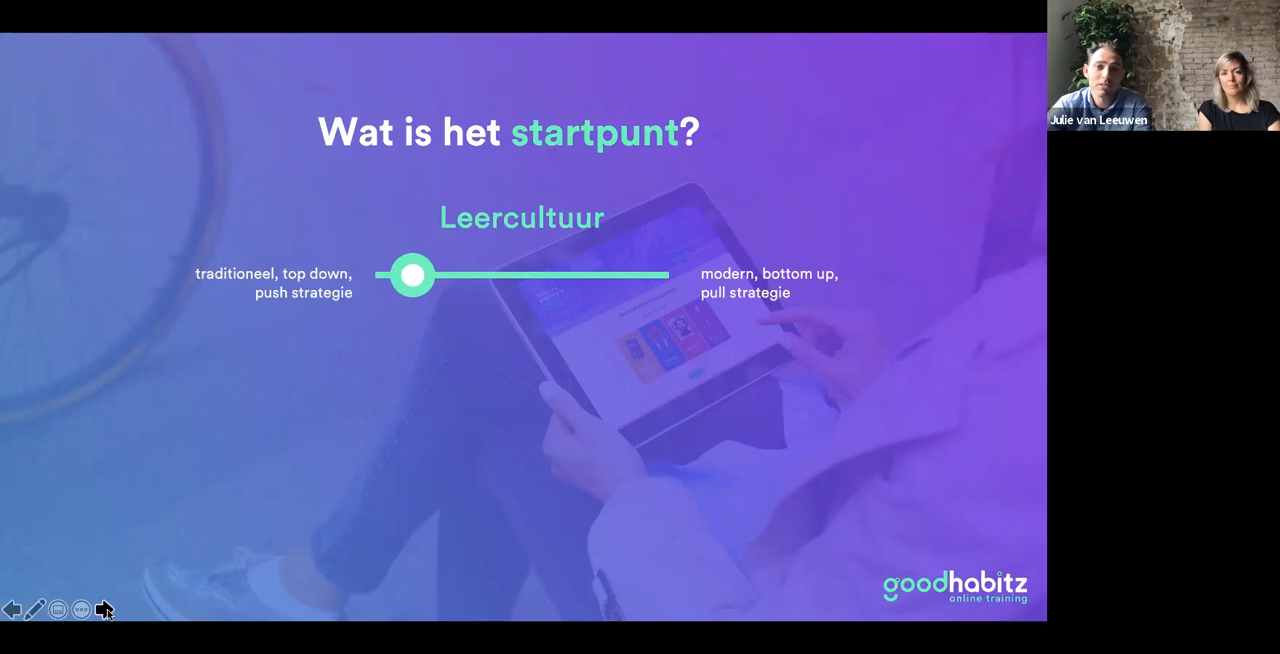 Wat is het startpunt?
Leercultuur
traditioneel, top down,
push strategie
modern, bottom up,
pull strategie
goodhabitz
online training
Julie van Leeuwen